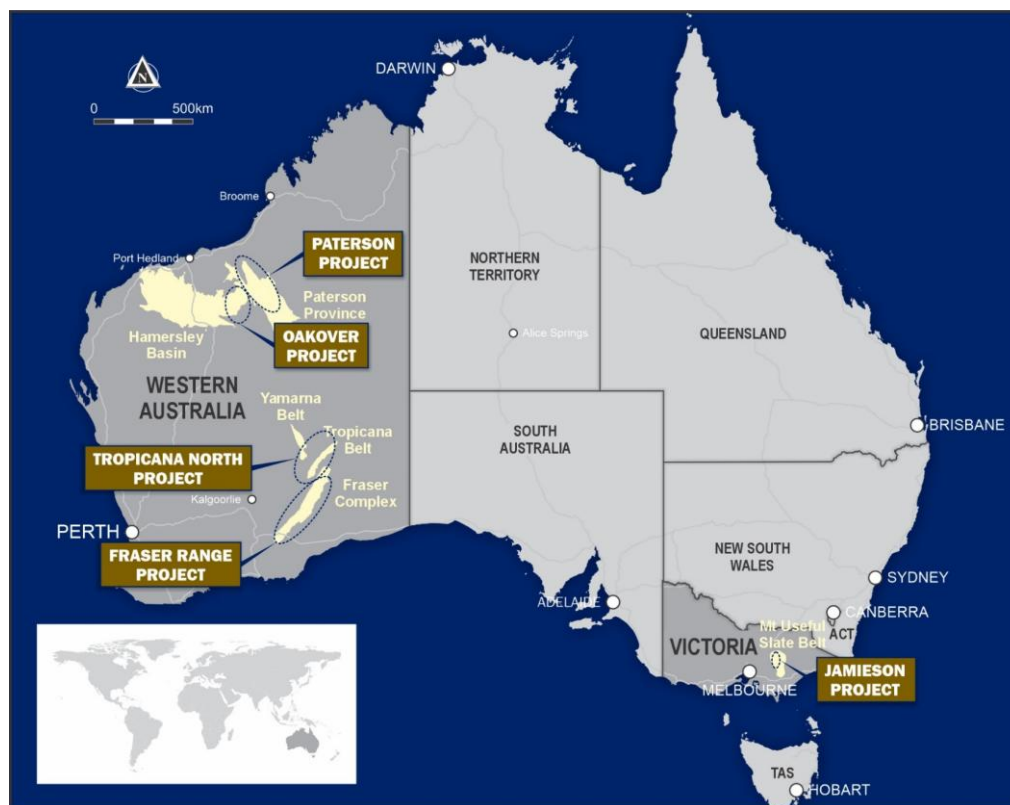 DARWIN
N
0 500km
Broome
PATERSON
PROJECT
Port Hedland
NORTHERN
TERRITORY
Paterson
Province
Hamersley
Basin
OAKOVER
PROJECT
Alice Springs
QUEENSLAND
WESTERN
AUSTRALIA
Yamarna
Belt
Tropicana
Belt
SOUTH
AUSTRALIA
BRISBANE
TROPICANA NORTH
PROJECT
Kalgoorlie
Fraser
Complex
PERTH
FRASER RANGE
PROJECT
NEW SOUTH
WALES
SYDNEY
ADELAIDE
CANBERRA
ACT
Mt Useful
Slate Belt
VICTORIA
MELBOURNE
JAMIESON
PROJECT
TAS
HOBART